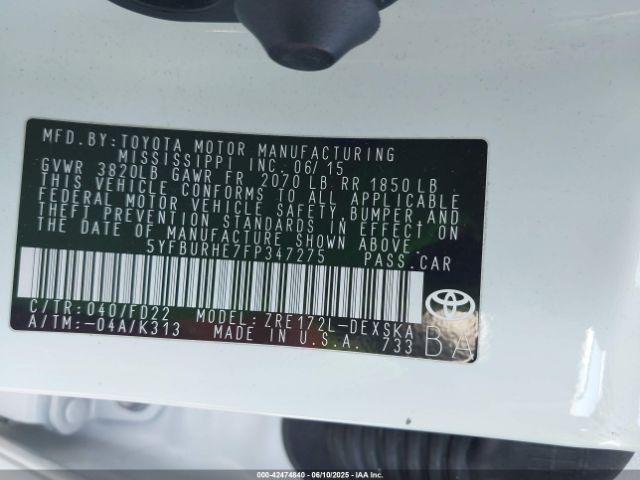 MFD.BY:TOYOTA MOTOR MANUFACTURING
MISSISSIPPI INC. 06/15
GVWR 3820LB GAWR FR 2070 LB RR 1850 LB
THIS VEHICLE CONFORMS TO ALL APPLICABLE
FEDERAL MOTOR VEHICLE SAFETY, BUMPER, AND
THEFT PREVENTION STANDARDS IN EFFECT ON
THE DATE OF MANUFACTURE SHOWN ABOVE.
5YFBURHE7FP347275 PASS.CAR
C/TR: 040/FD22 MODEL: ZRE172L-DEXSKA
A/TM:-04A/K313 MADE IN U.S.A. 733
BA
000-42474840 - 06/10/2025 - IAAC